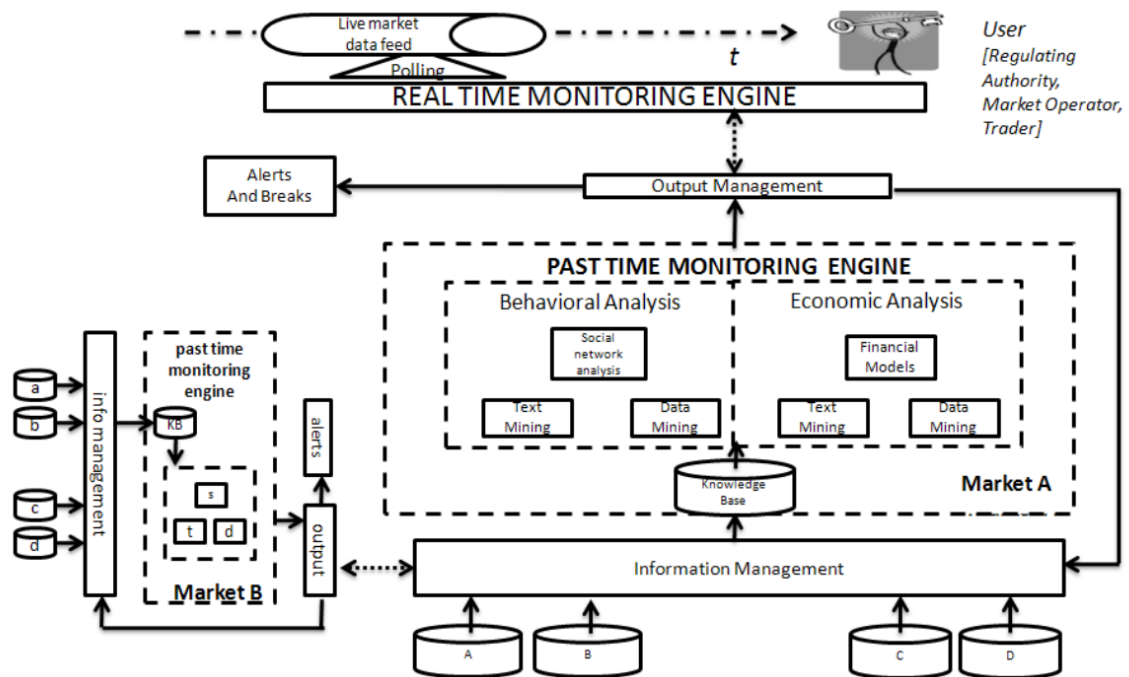 Live market
data feed
Polling
t
User
[Regulating
Authority,
Market Operator,
Trader]
REAL TIME MONITORING ENGINE
Alerts
And Breaks
Output Management
PAST TIME MONITORING ENGINE
Behavioral Analysis
Economic Analysis
Social
network
analysis
Financial
Models
Text
Mining
Data
Mining
Text
Mining
Data
Mining
Knowledge
Base
Market A
past time
monitoring
engine
a
b
c
d
info management
KB
s
t
d
Market B
alerts
output
Information Management
A
B
C
D